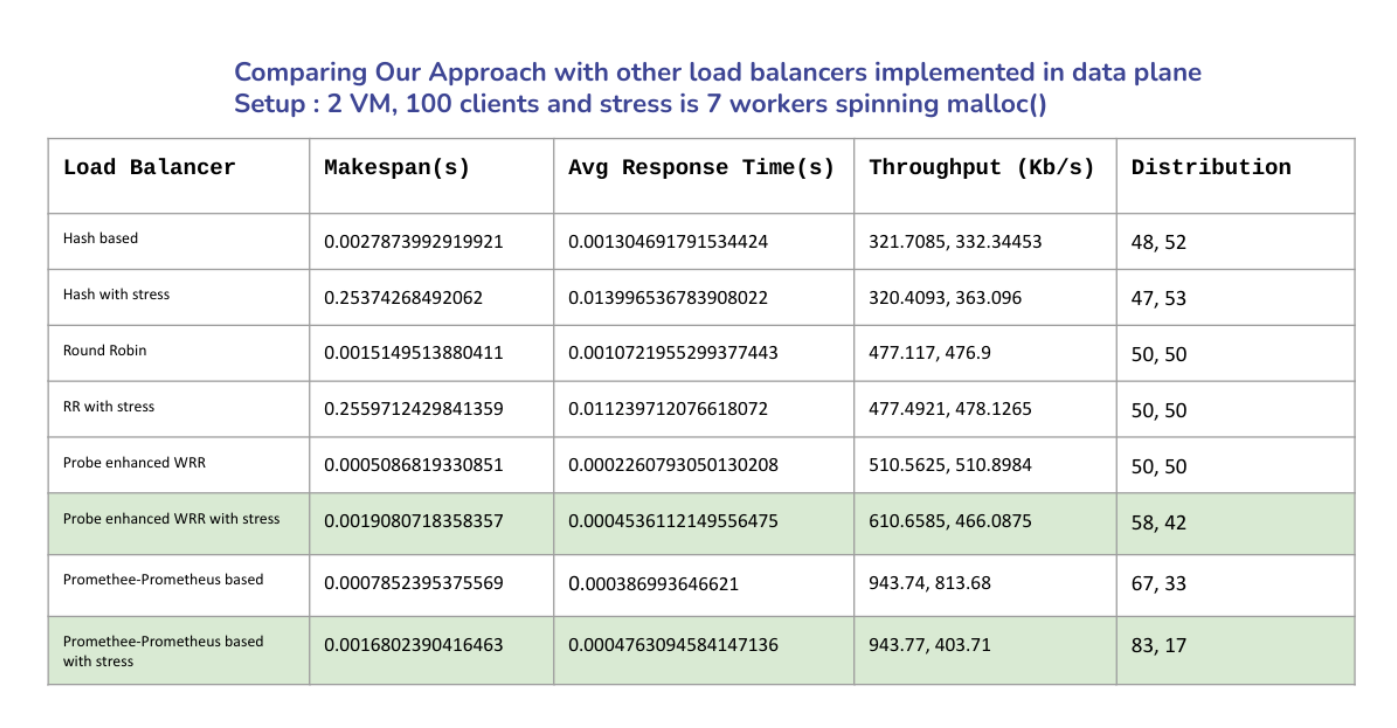 Comparing Our Approach with other load balancers implemented in data plane
Setup : 2 VM, 100 clients and stress is 7 workers spinning malloc()
Load Balancer Makespan(s) Avg Response Time(s) Throughput (Kb/s) Distribution
Hash based 0.0027873992919921 0.001304691791534424 321.7085, 332.34453 48, 52
Hash with stress 0.25374268492062 0.013996536783908022 320.4093, 363.096 47, 53
Round Robin 0.0015149513880411 0.0010721955299377443 477.117, 476.9 50, 50
RR with stress 0.2559712429841359 0.011239712076618072 477.4921, 478.1265 50, 50
Probe enhanced WRR 0.0005086819330851 0.0002260793050130208 510.5625, 510.8984 50, 50
Probe enhanced WRR with stress 0.0019080718358357 0.0004536112149556475 610.6585, 466.0875 58, 42
Promethee-Prometheus based 0.0007852395375569 0.000386993646621 943.74, 813.68 67, 33
Promethee-Prometheus based
with stress 0.0016802390416463 0.0004763094584147136 943.77, 403.71 83, 17